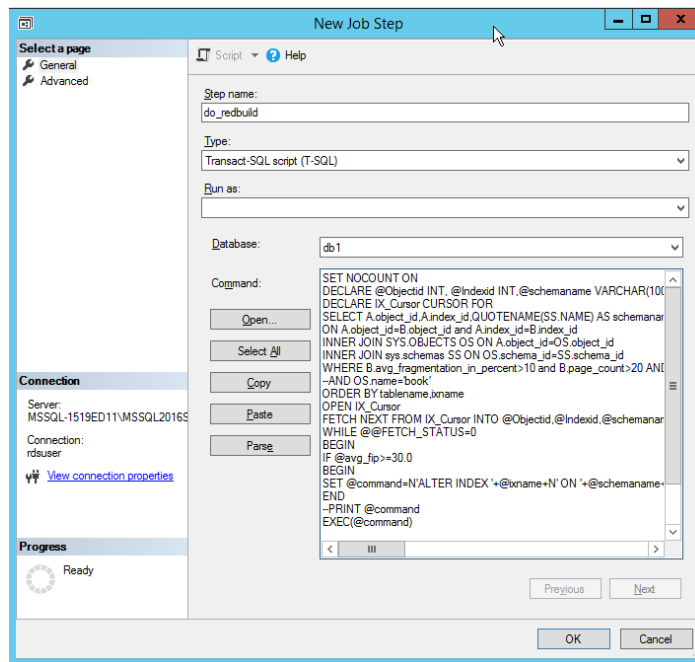 New Job Step
Select a page
General
Advanced
Script
Help
Step name:
do_redbuild
Type:
Transact-SQL script (T-SQL)
Run as:
Database:
db1
Command:
Open...
Select All
Copy
Paste
Parse
SET NOCOUNT ON
DECLARE @Objectid INT, @Indexid INT,@schemaname VARCHAR(100
DECLARE IX_Cursor CURSOR FOR
SELECT A.object_id,A.index_id,QUOTENAME(SS.NAME) AS schemanar
ON A.object_id=B.object_id and A.index_id=B.index_id
INNER JOIN SYS.OBJECTS OS ON A.object_id=OS.object_id
INNER JOIN sys.schemas SS ON OS.schema_id=SS.schema_id
WHERE B.avg_fragmentation_in_percent>10 and B.page_count>20 AND
--AND OS.name='book'
ORDER BY tablename,ixname
OPEN IX_Cursor
FETCH NEXT FROM IX_Cursor INTO @Objectid,@Indexid,@schemanar
WHILE @@FETCH_STATUS=0
BEGIN
IF @avg_fip>=30.0
BEGIN
SET @command=N'ALTER INDEX '+@ixname+N' ON '+@schemaname+
END
--PRINT @command
EXEC(@command)
Connection
Server:
MSSQL-1519ED11\MSSQL2016S
Connection:
rdsuser
View connection properties
Progress
Ready
Previous
Next
OK
Cancel